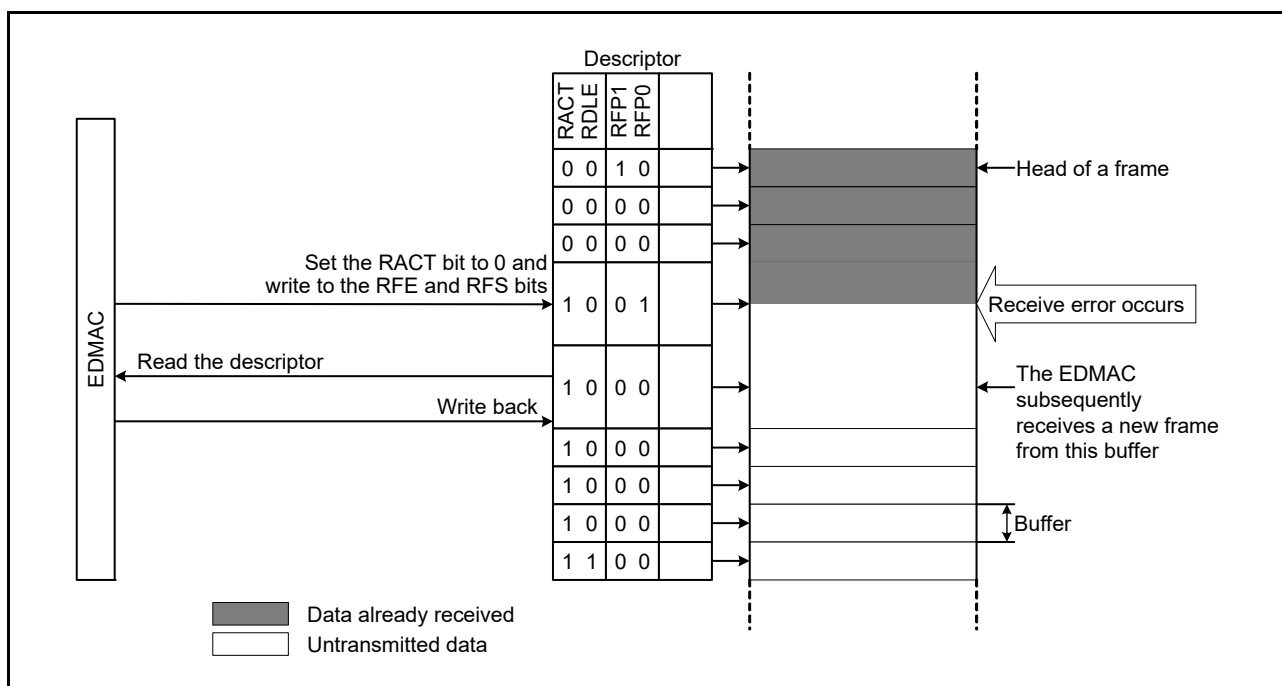 Descriptor
RACT
RDLE
RFP1
RFP0
0 0 1 0
Head of a frame
0 0 0 0
0 0 0 0
Set the RACT bit to 0 and
write to the RFE and RFS bits
1 0 0 1
Receive error occurs
EDMAC
Read the descriptor
1 0 0 0
Write back
The EDMAC
subsequently
receives a new frame
from this buffer
1 0 0 0
1 0 0 0
1 0 0 0
Buffer
1 1 0 0
Data already received
Untransmitted data